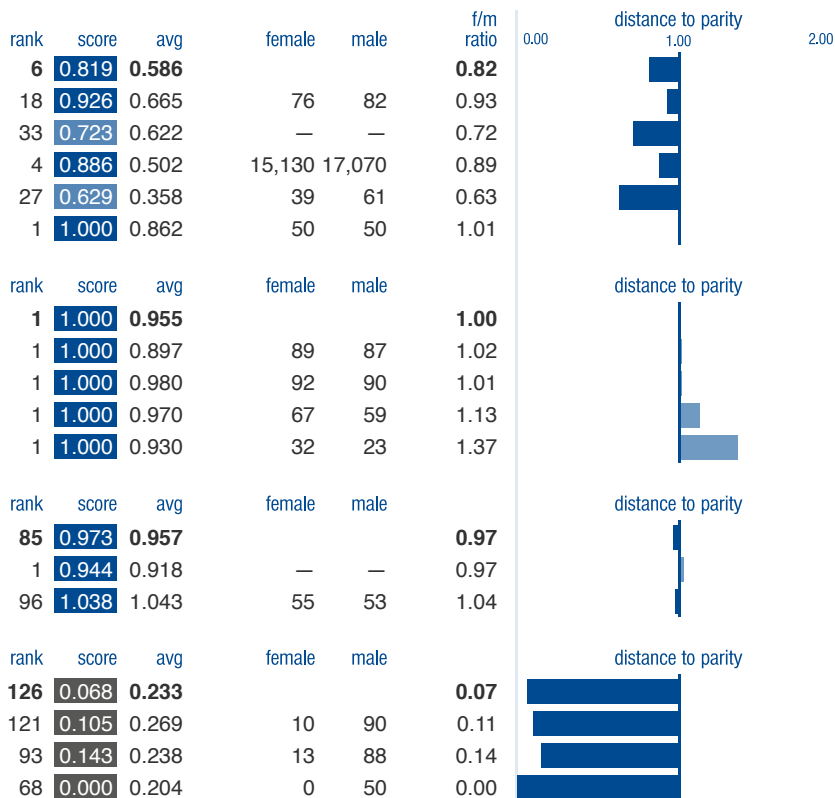 f/m distance to parity
rank score avg female male ratio 0.00 1.00 2.00
6 0.819 0.586 0.82
18 0.926 0.665 76 82 0.93
33 0.723 0.622 — — 0.72
4 0.886 0.502 15,130 17,070 0.89
27 0.629 0.358 39 61 0.63
1 1.000 0.862 50 50 1.01
rank score avg female male distance to parity
1 1.000 0.955 1.00
1 1.000 0.897 89 87 1.02
1 1.000 0.980 92 90 1.01
1 1.000 0.970 67 59 1.13
1 1.000 0.930 32 23 1.37
rank score avg female male distance to parity
85 0.973 0.957 0.97
1 0.944 0.918 — — 0.97
96 1.038 1.043 55 53 1.04
rank score avg female male distance to parity
126 0.068 0.233 0.07
121 0.105 0.269 10 90 0.11
93 0.143 0.238 13 88 0.14
68 0.000 0.204 0 50 0.00